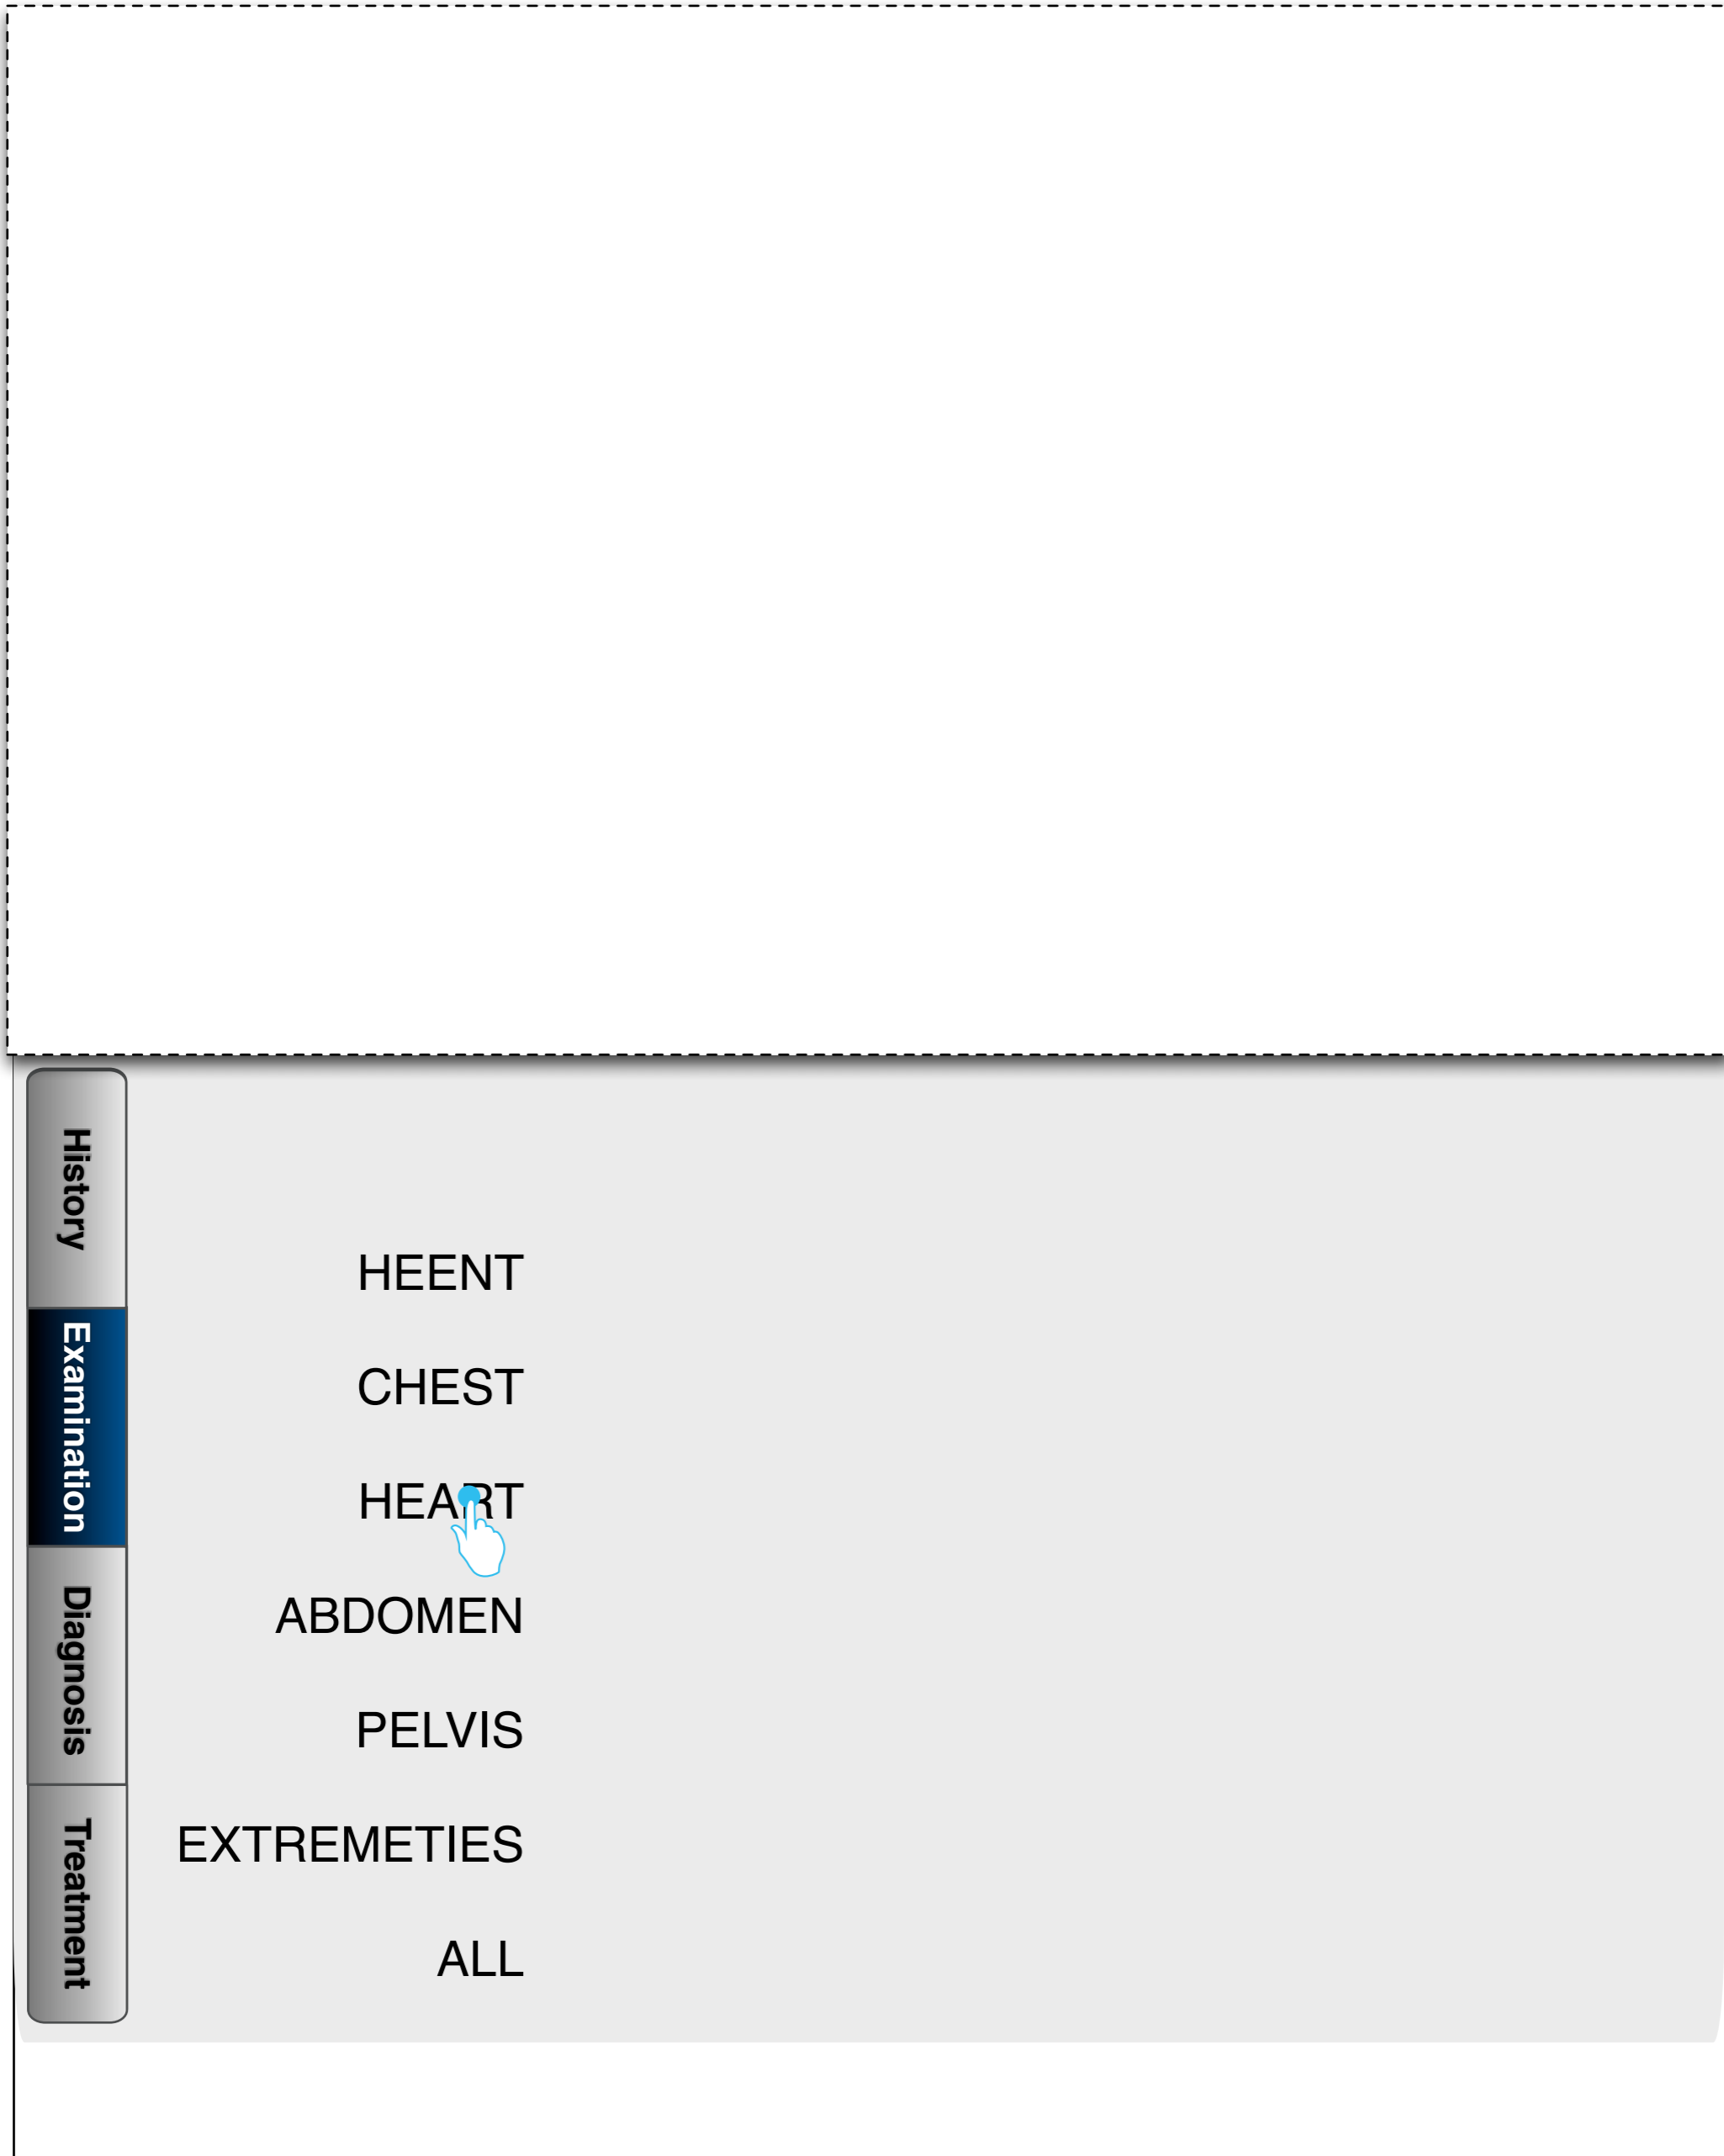 History
Examination
Diagnosis
Treatment
HEENT
CHEST
HEART
ABDOMEN
PELVIS
EXTREMETIES
ALL